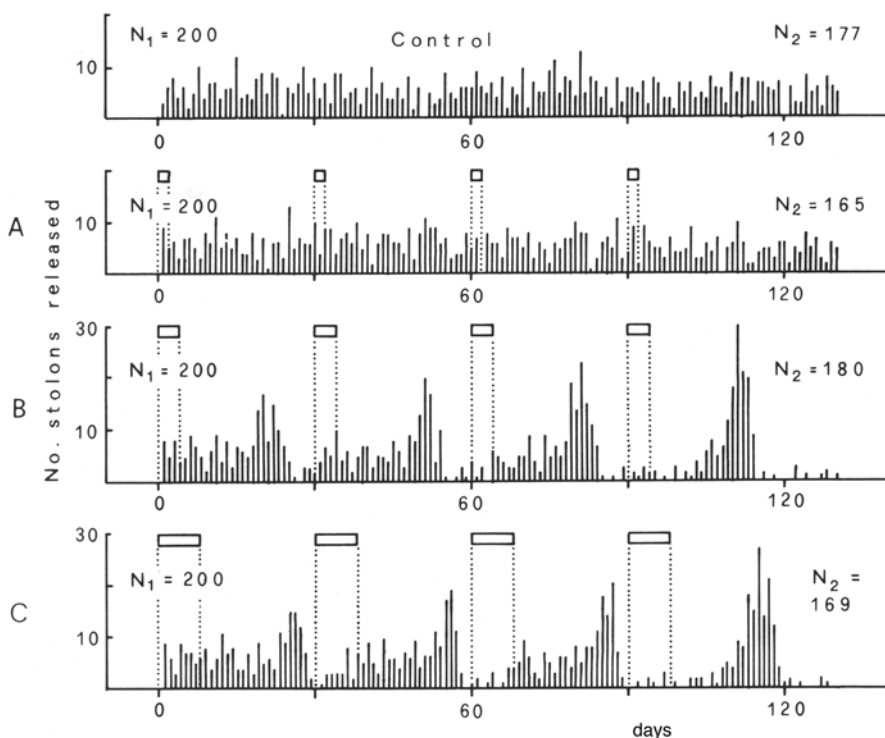 N1 = 200 Control N2 = 177
10
0 60 120
A
N1 = 200 N2 = 165
10
0 60 120
No. stolons released
B
30
N1 = 200 N2 = 180
10
0 60 120
C
30
N1 = 200 N2 =
169
10
0 60 120
days